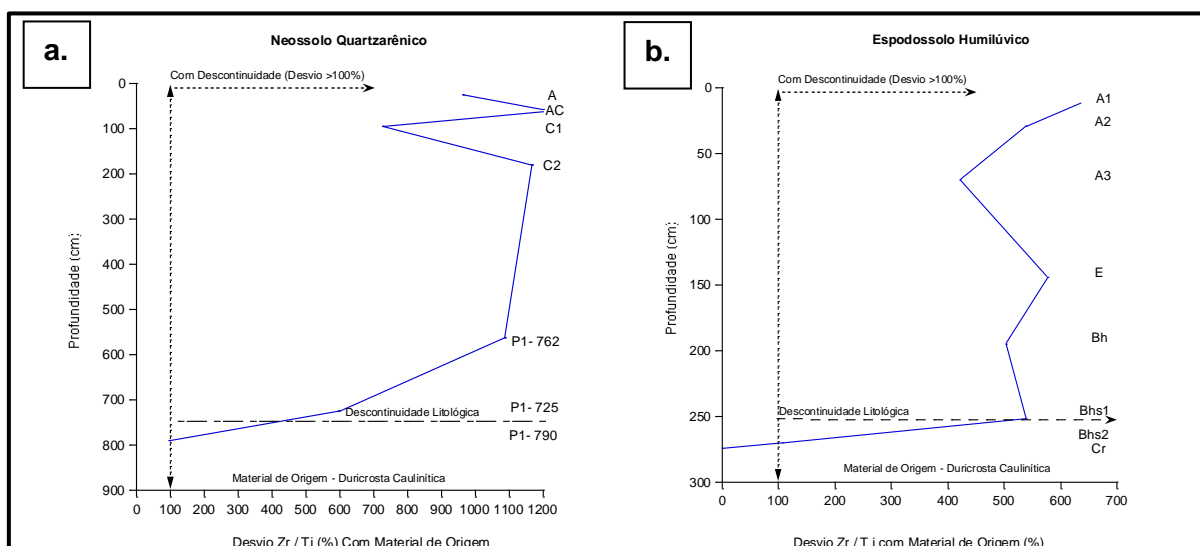 a.
Neossolo Quartzarênico
Com Descontinuidade (Desvio >100%)
0
100
200
300
400
500
600
700
800
900
Profundidade (cm)
A
AC
C1
C2
P1- 762
P1- 725
Descontinuidade Litológica
P1- 790
Material de Origem - Duricrosta Caulinítica
0 100 200 300 400 500 600 700 800 900 1000 1100 1200
Desvio Zr / Ti (%) Com Material de Origem
b.
Espodossolo Humilúvico
Com Descontinuidade (Desvio >100%)
0
50
100
150
200
250
300
Profundidade (cm)
A1
A2
A3
E
Bh
Descontinuidade Litológica
Bhs1
Bhs2
Cr
Material de Origem - Duricrosta Caulinítica
0 100 200 300 400 500 600 700
Desvio Zr / Ti com Material de Origem (%)